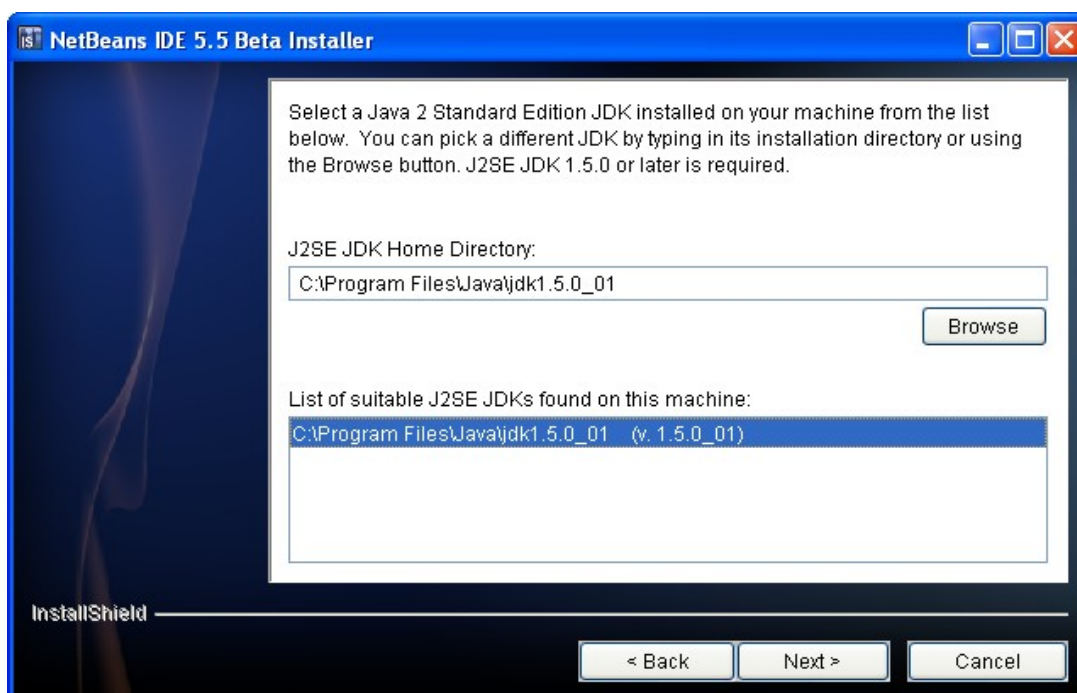 NetBeans IDE 5.5 Beta Installer
Select a Java 2 Standard Edition JDK installed on your machine from the list
below. You can pick a different JDK by typing in its installation directory or using
the Browse button. J2SE JDK 1.5.0 or later is required.
J2SE JDK Home Directory:
C:\Program Files\Java\jdk1.5.0_01
Browse
List of suitable J2SE JDKs found on this machine:
C:\Program Files\Java\jdk1.5.0_01 (v. 1.5.0_01)
InstallShield
< Back Next > Cancel